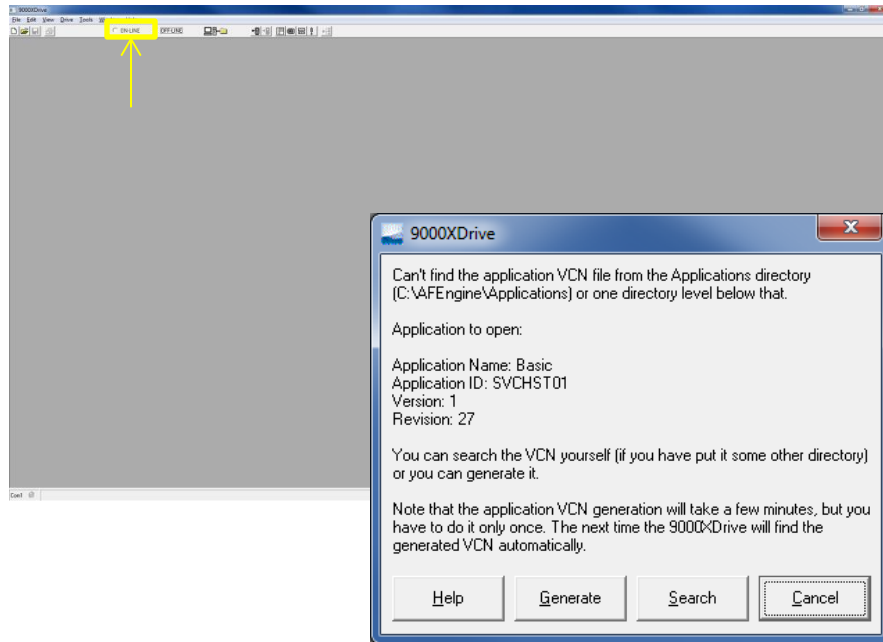 9000XDrive
File Edit View Drive Tools
ON-LINE OFF-LINE
9000XDrive
Can't find the application VCN file from the Applications directory
(C:\AFEngine\Applications) or one directory level below that.
Application to open:
Application Name: Basic
Application ID: SVCHST01
Version: 1
Revision: 27
You can search the VCN yourself (if you have put it some other directory)
or you can generate it.
Note that the application VCN generation will take a few minutes, but you
have to do it only once. The next time the 9000XDrive will find the
generated VCN automatically.
Help Generate Search Cancel
Com1